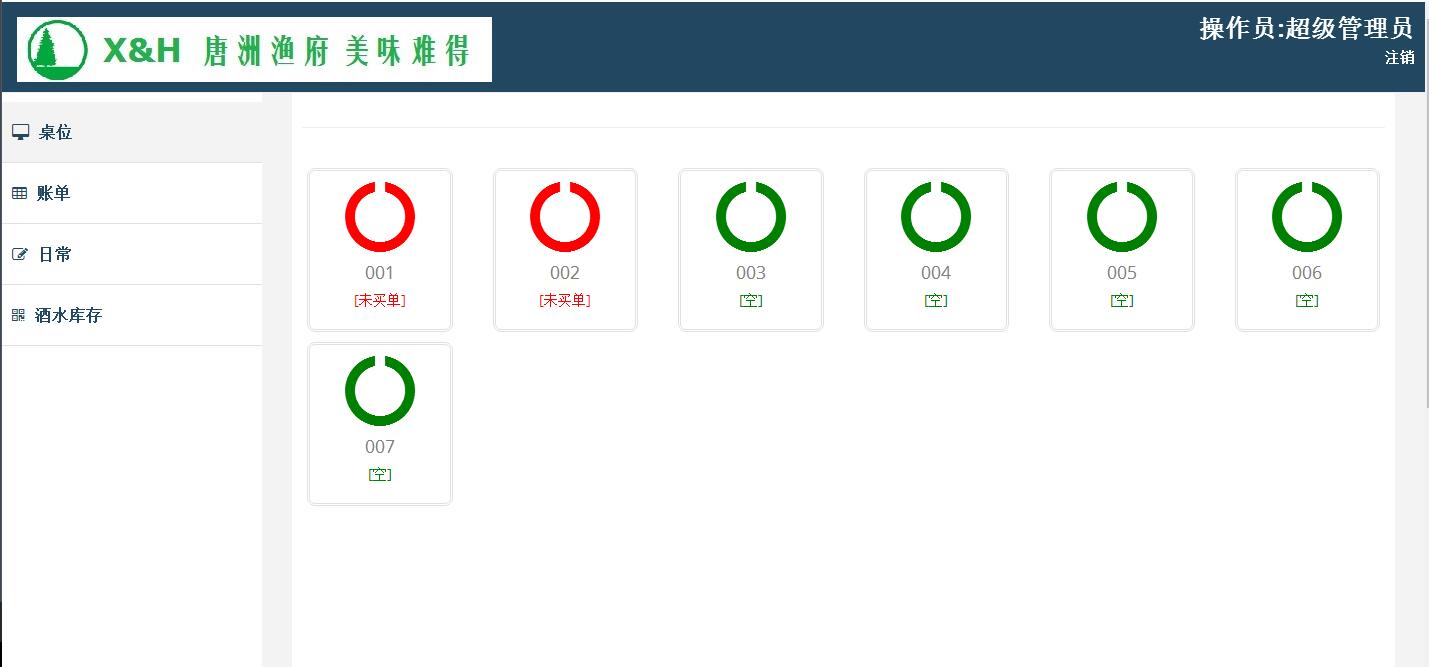 X&H 唐洲渔府 美味难得
操作员:超级管理员
注销
桌位
账单
日常
酒水库存
001
[未买单]
002
[未买单]
003
[空]
004
[空]
005
[空]
006
[空]
007
[空]